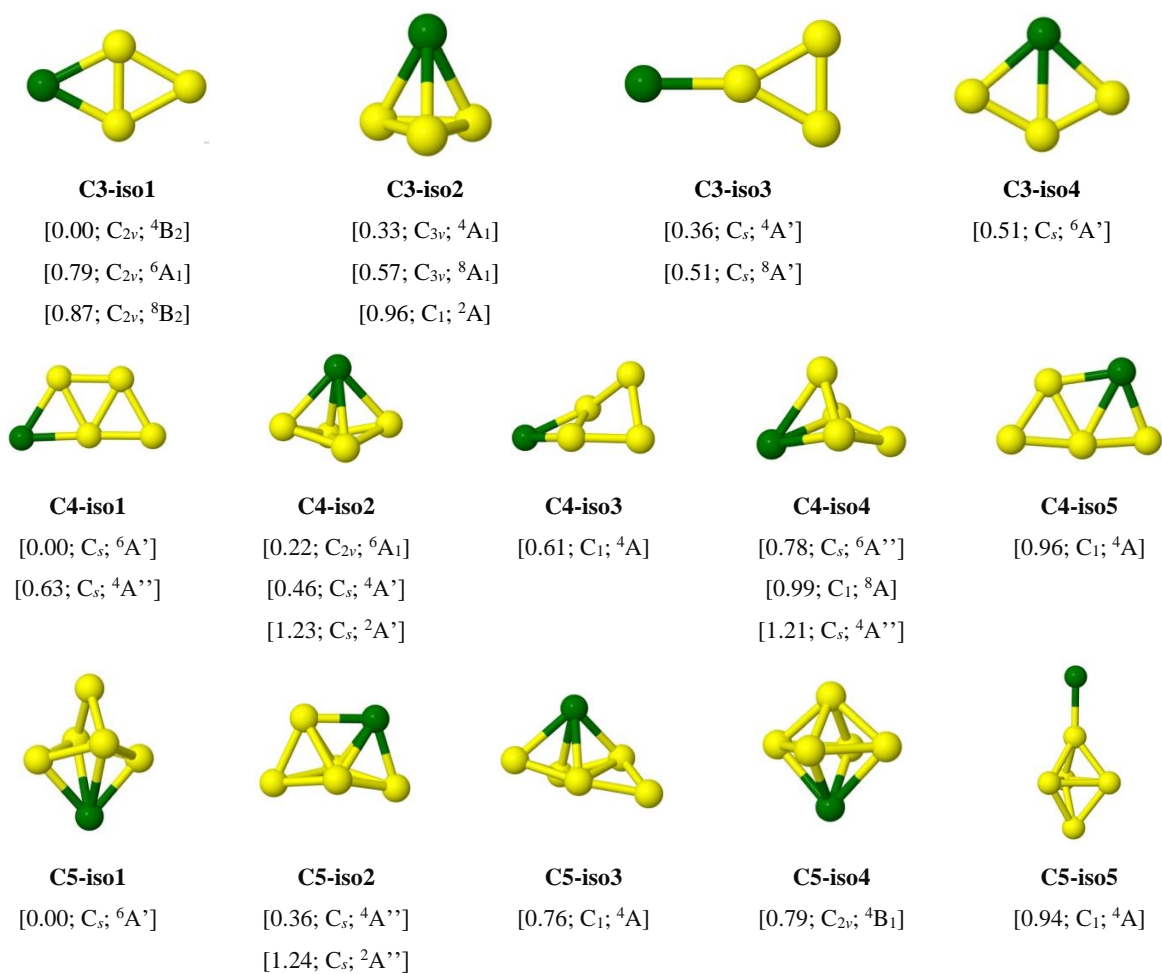 C3-iso1 C3-iso2 C3-iso3 C3-iso4
[0.00; C2v; ⁴B2] [0.33; C3v; ⁴A1] [0.36; Cs; ⁴A’] [0.51; Cs; ⁶A’]
[0.79; C2v; ⁶A1] [0.57; C3v; ⁸A1] [0.51; Cs; ⁸A’]
[0.87; C2v; ⁸B2] [0.96; C1; ²A]
C4-iso1 C4-iso2 C4-iso3 C4-iso4 C4-iso5
[0.00; Cs; ⁶A’] [0.22; C2v; ⁶A1] [0.61; C1; ⁴A] [0.78; Cs; ⁶A’’] [0.96; C1; ⁴A]
[0.63; Cs; ⁴A’’] [0.46; Cs; ⁴A’] [0.99; C1; ⁸A]
[1.23; Cs; ²A’] [1.21; Cs; ⁴A’’]
C5-iso1 C5-iso2 C5-iso3 C5-iso4 C5-iso5
[0.00; Cs; ⁶A’] [0.36; Cs; ⁴A’’] [0.76; C1; ⁴A] [0.79; C2v; ⁴B1] [0.94; C1; ⁴A]
[1.24; Cs; ²A’’]